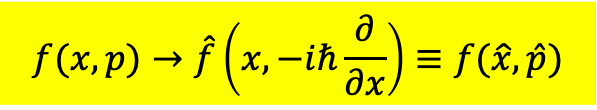 f(x, p) → f̂ (x, −iħ ∂/∂x) ≡ f(x̂, p̂)